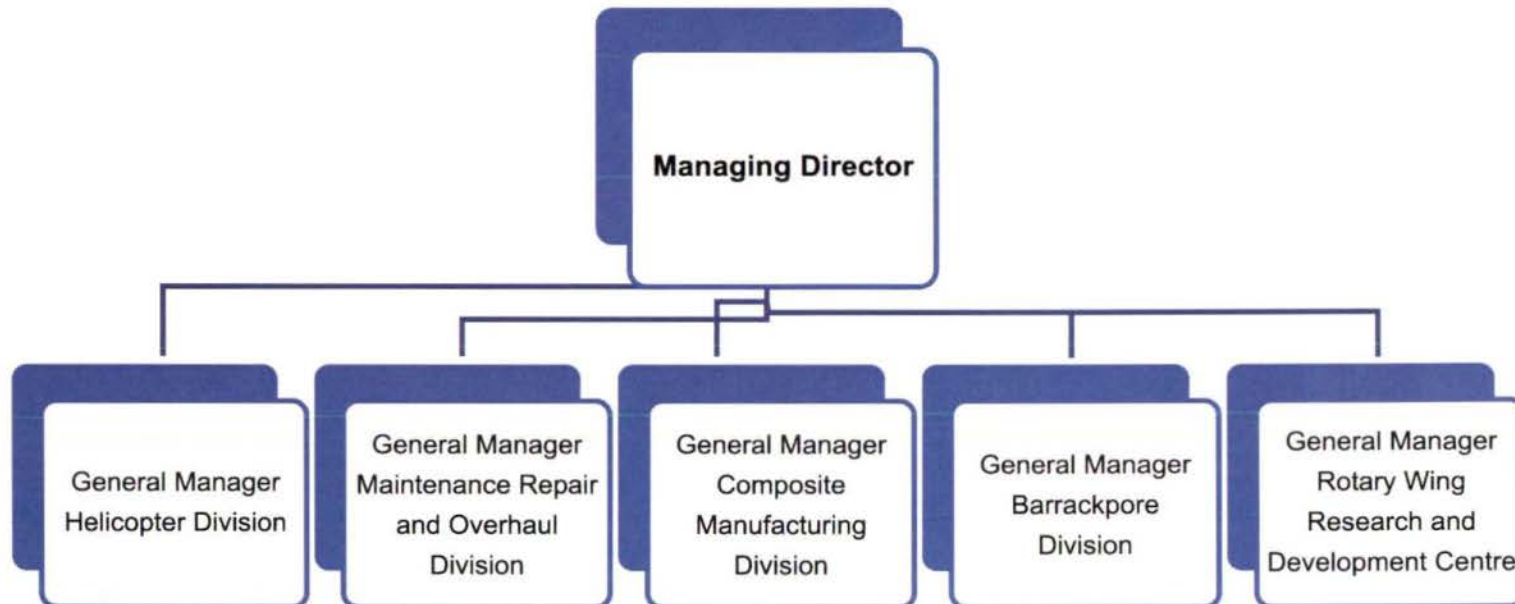 Managing Director
General Manager
Helicopter Division
General Manager
Maintenance Repair
and Overhaul
Division
General Manager
Composite
Manufacturing
Division
General Manager
Barrackpore
Division
General Manager
Rotary Wing
Research and
Development Centre